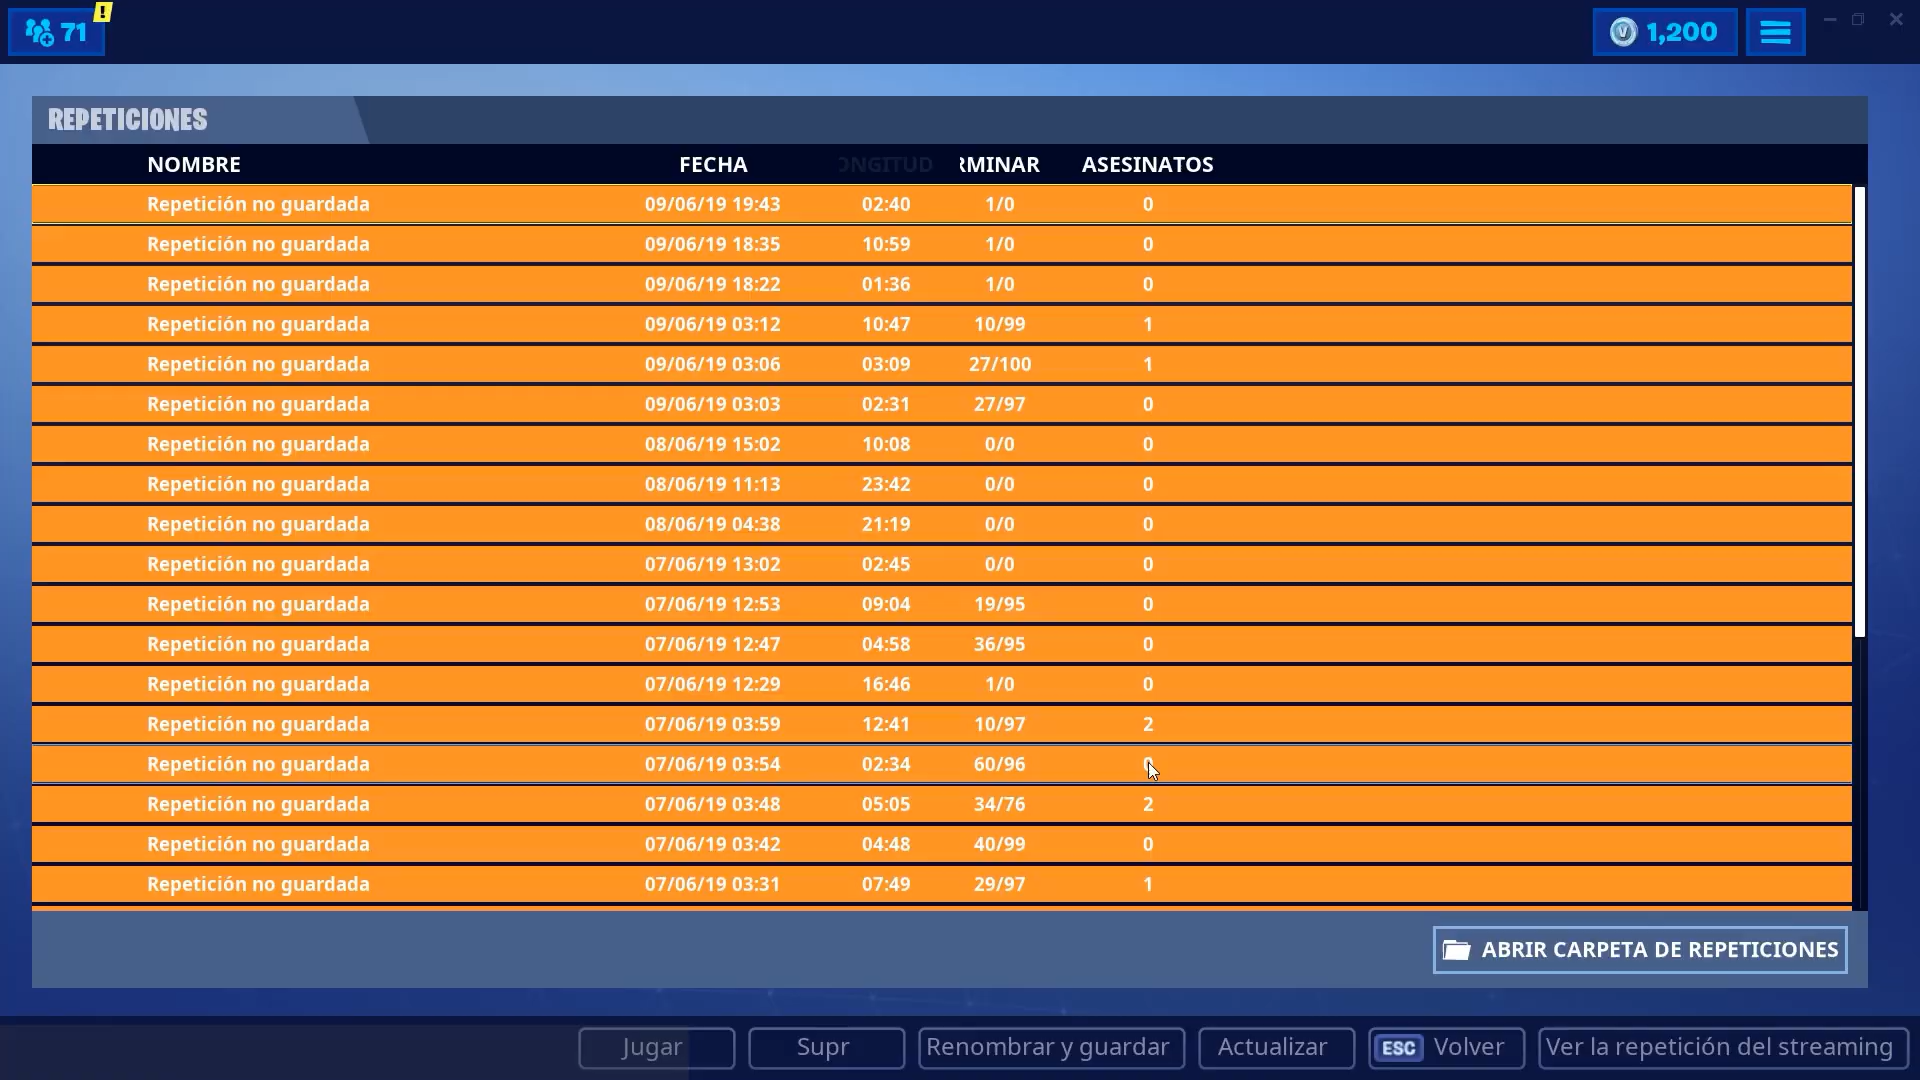 71
!
1,200
REPETICIONES
NOMBRE FECHA ONGITUD RMINAR ASESINATOS
Repetición no guardada 09/06/19 19:43 02:40 1/0 0
Repetición no guardada 09/06/19 18:35 10:59 1/0 0
Repetición no guardada 09/06/19 18:22 01:36 1/0 0
Repetición no guardada 09/06/19 03:12 10:47 10/99 1
Repetición no guardada 09/06/19 03:06 03:09 27/100 1
Repetición no guardada 09/06/19 03:03 02:31 27/97 0
Repetición no guardada 08/06/19 15:02 10:08 0/0 0
Repetición no guardada 08/06/19 11:13 23:42 0/0 0
Repetición no guardada 08/06/19 04:38 21:19 0/0 0
Repetición no guardada 07/06/19 13:02 02:45 0/0 0
Repetición no guardada 07/06/19 12:53 09:04 19/95 0
Repetición no guardada 07/06/19 12:47 04:58 36/95 0
Repetición no guardada 07/06/19 12:29 16:46 1/0 0
Repetición no guardada 07/06/19 03:59 12:41 10/97 2
Repetición no guardada 07/06/19 03:54 02:34 60/96
Repetición no guardada 07/06/19 03:48 05:05 34/76 2
Repetición no guardada 07/06/19 03:42 04:48 40/99 0
Repetición no guardada 07/06/19 03:31 07:49 29/97 1
ABRIR CARPETA DE REPETICIONES
Jugar Supr Renombrar y guardar Actualizar ESC Volver Ver la repetición del streaming